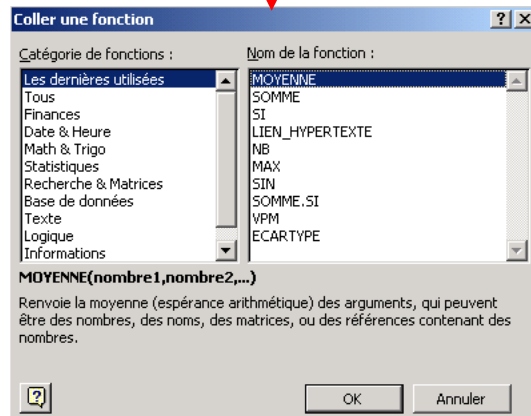 Coller une fonction
Catégorie de fonctions :
Nom de la fonction :
Les dernières utilisées
Tous
Finances
Date & Heure
Math & Trigo
Statistiques
Recherche & Matrices
Base de données
Texte
Logique
Informations
MOYENNE
SOMME
SI
LIEN_HYPERTEXTE
NB
MAX
SIN
SOMME.SI
VPM
ECARTYPE
MOYENNE(nombre1,nombre2,...)
Renvoie la moyenne (espérance arithmétique) des arguments, qui peuvent
être des nombres, des noms, des matrices, ou des références contenant des
nombres.
OK
Annuler